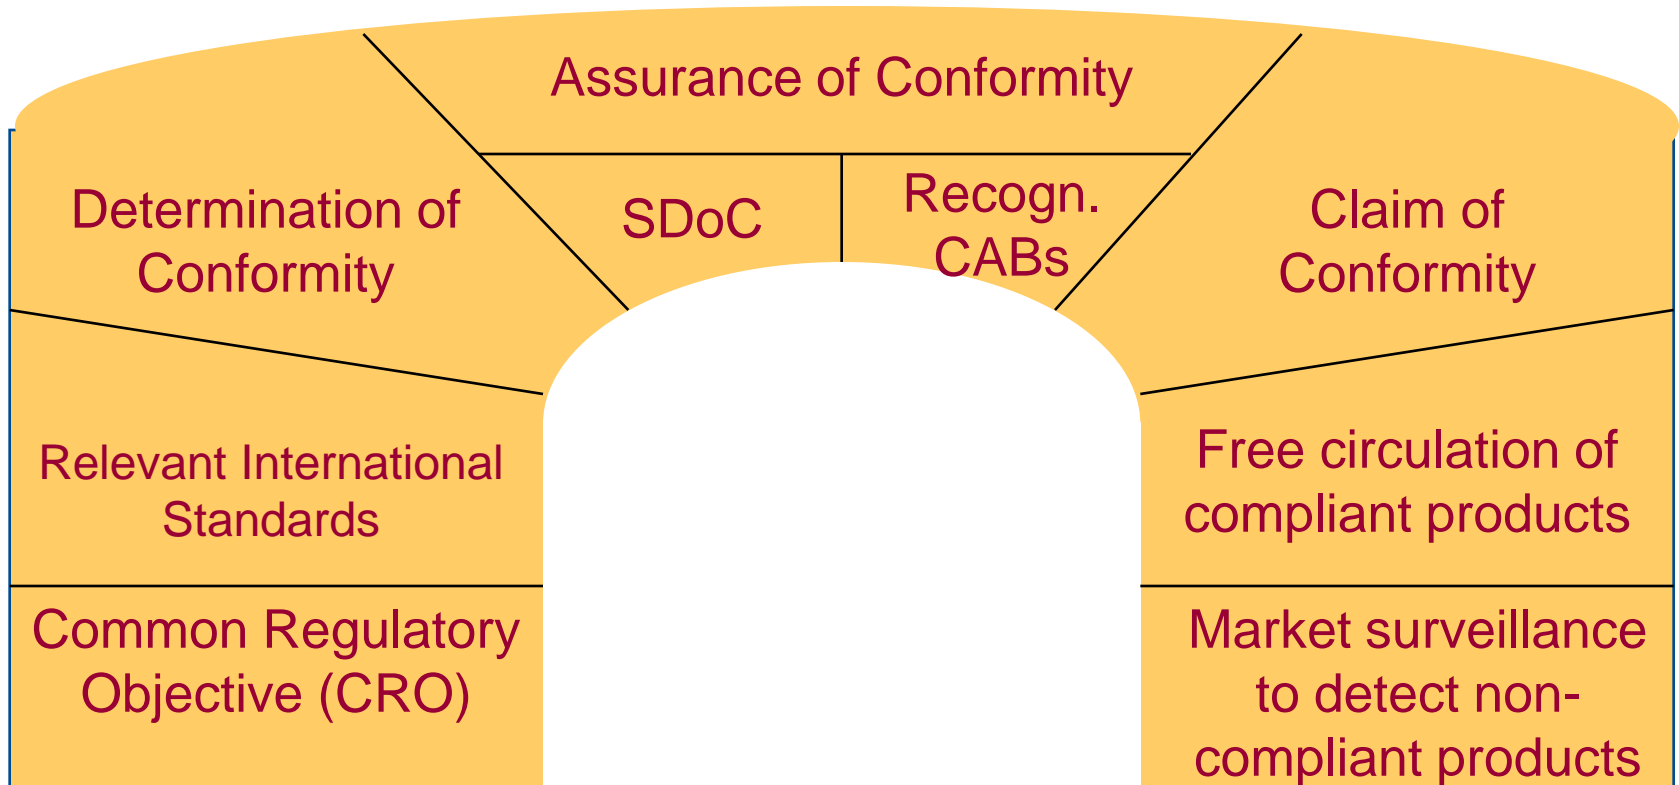 Assurance of Conformity
Determination of
Conformity
SDoC
Recogn.
CABs
Claim of
Conformity
Relevant International
Standards
Free circulation of
compliant products
Common Regulatory
Objective (CRO)
Market surveillance
to detect non-
compliant products